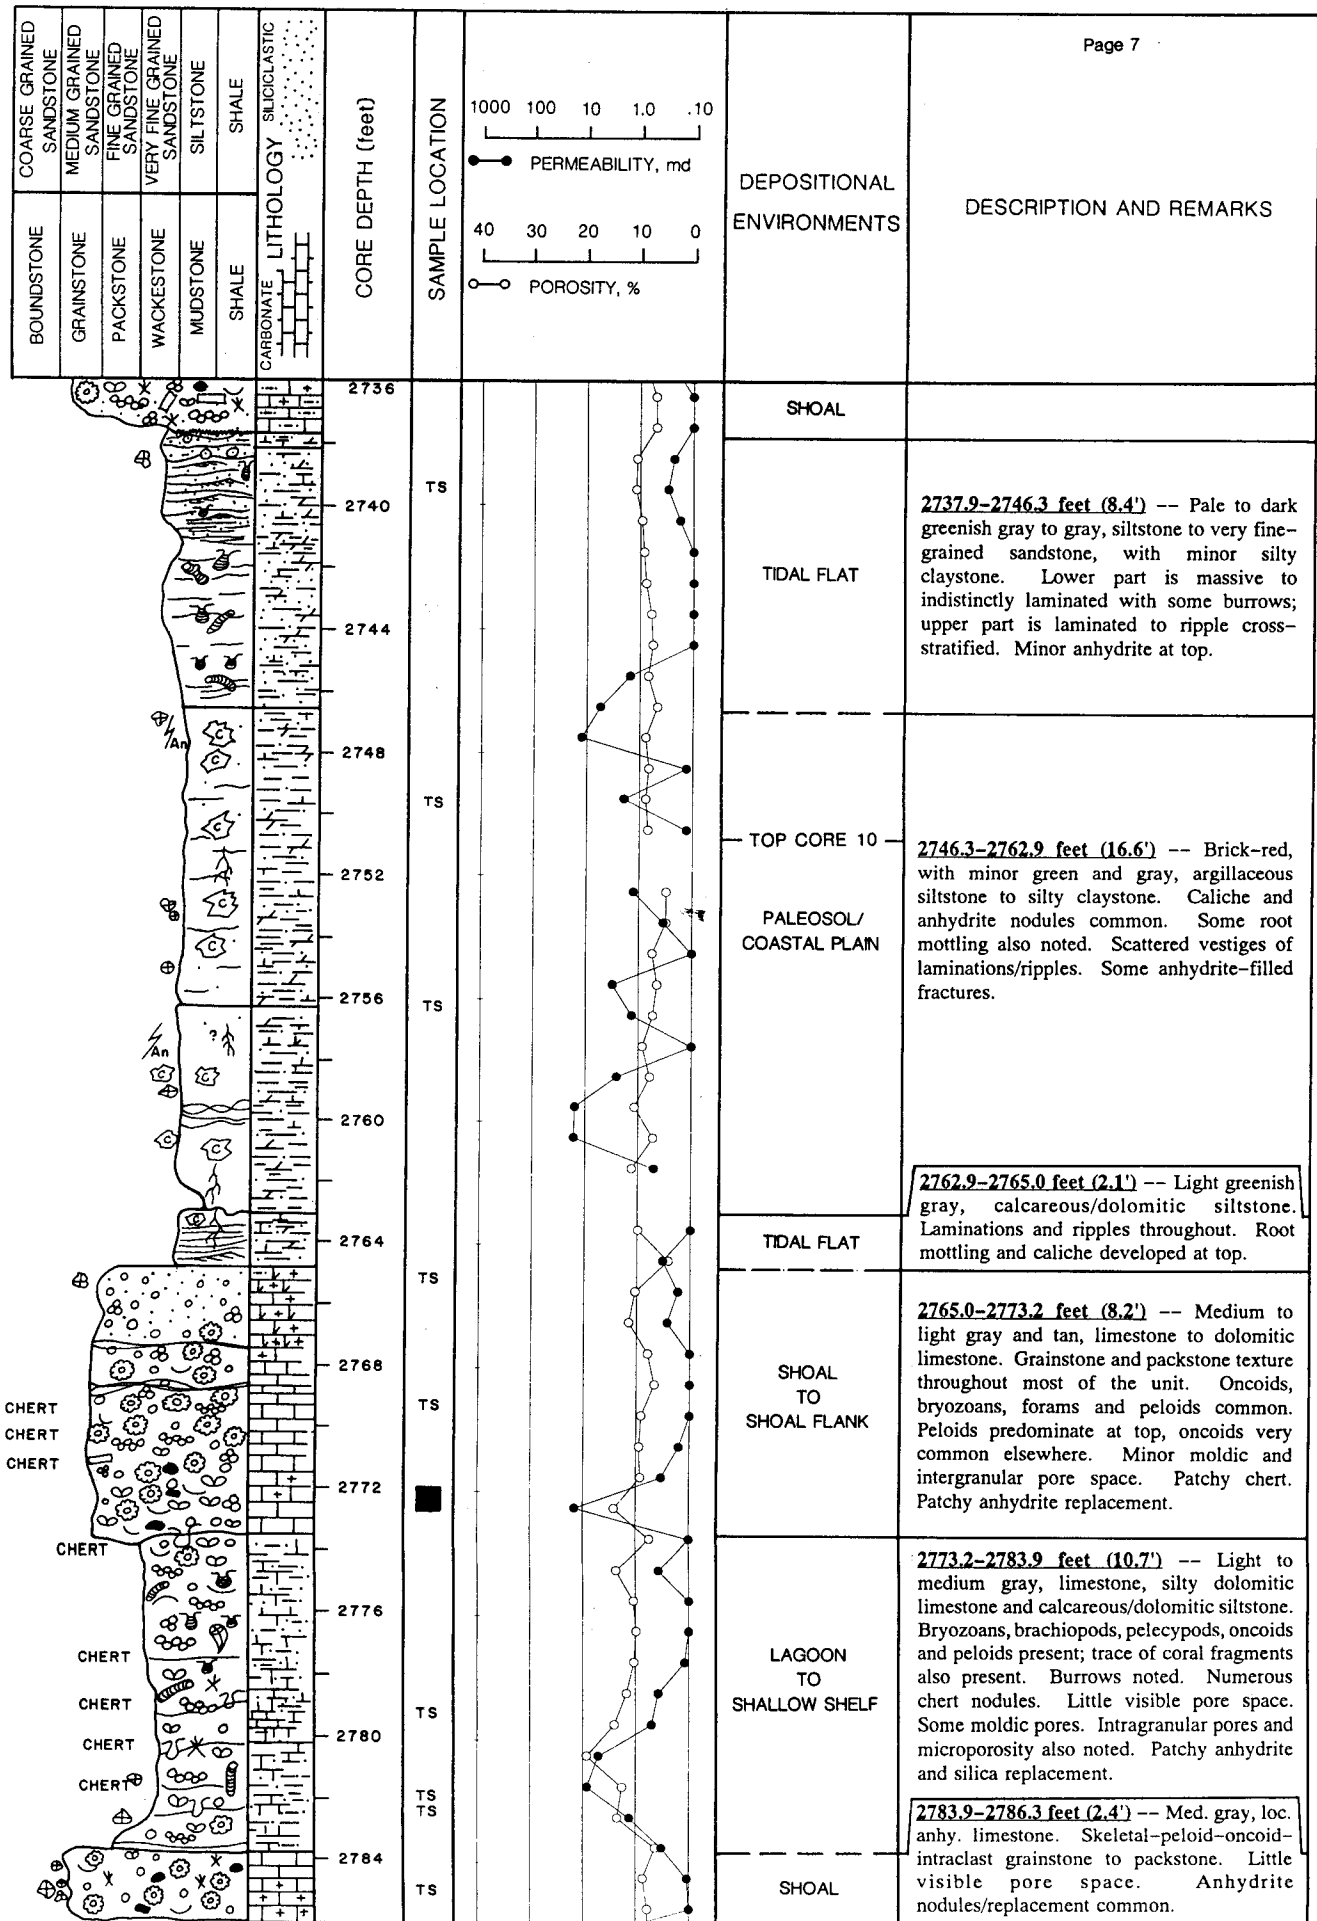 Page 7
COARSE GRAINED
SANDSTONE
MEDIUM GRAINED
SANDSTONE
FINE GRAINED
SANDSTONE
VERY FINE GRAINED
SANDSTONE
SILTSTONE
SHALE
BOUNDSTONE
GRAINSTONE
PACKSTONE
WACKESTONE
MUDSTONE
SHALE
CARBONATE LITHOLOGY SILICICLASTIC
CORE DEPTH (feet)
SAMPLE LOCATION
1000 100 10 1.0 .10
PERMEABILITY, md
40 30 20 10 0
POROSITY, %
DEPOSITIONAL
ENVIRONMENTS
DESCRIPTION AND REMARKS
2736
SHOAL
TS
2740
2737.9–2746.3 feet (8.4') -- Pale to dark
greenish gray to gray, siltstone to very fine-
grained sandstone, with minor silty
claystone. Lower part is massive to
indistinctly laminated with some burrows;
upper part is laminated to ripple cross-
stratified. Minor anhydrite at top.
TIDAL FLAT
2744
An
C
C
2748
TS
C
TOP CORE 10
2746.3–2762.9 feet (16.6') -- Brick-red,
with minor green and gray, argillaceous
siltstone to silty claystone. Caliche and
anhydrite nodules common. Some root
mottling also noted. Scattered vestiges of
laminations/ripples. Some anhydrite-filled
fractures.
2752
C
PALEOSOL/
COASTAL PLAIN
C
2756
TS
?
An
C
C
2760
C
C
2762.9–2765.0 feet (2.1') -- Light greenish
gray, calcareous/dolomitic siltstone.
Laminations and ripples throughout. Root
mottling and caliche developed at top.
C
2764
TIDAL FLAT
TS
2765.0–2773.2 feet (8.2') -- Medium to
light gray and tan, limestone to dolomitic
limestone. Grainstone and packstone texture
throughout most of the unit. Oncoids,
bryozoans, forams and peloids common.
Peloids predominate at top, oncoids very
common elsewhere. Minor moldic and
intergranular pore space. Patchy chert.
Patchy anhydrite replacement.
2768
SHOAL
TO
SHOAL FLANK
CHERT
TS
CHERT
CHERT
2772
CHERT
2773.2–2783.9 feet (10.7') -- Light to
medium gray, limestone, silty dolomitic
limestone and calcareous/dolomitic siltstone.
Bryozoans, brachiopods, pelecypods, oncoids
and peloids present; trace of coral fragments
also present. Burrows noted. Numerous
chert nodules. Little visible pore space.
Some moldic pores. Intragranular pores and
microporosity also noted. Patchy anhydrite
and silica replacement.
2776
CHERT
LAGOON
TO
SHALLOW SHELF
CHERT
TS
2780
CHERT
CHERT
TS
TS
2783.9–2786.3 feet (2.4') -- Med. gray, loc.
anhy. limestone. Skeletal-peloid-oncoid-
intraclast grainstone to packstone. Little
visible pore space. Anhydrite
nodules/replacement common.
2784
TS
SHOAL